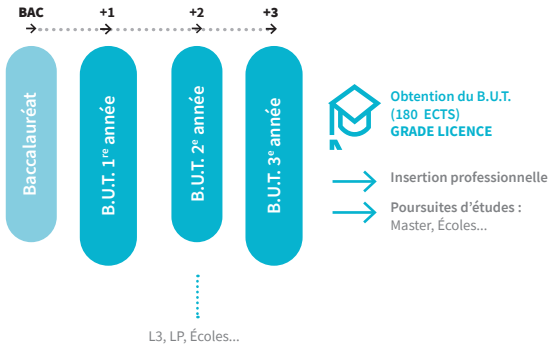 BAC +1 +2 +3
Baccalauréat
B.U.T. 1re année
B.U.T. 2e année
B.U.T. 3e année
Obtention du B.U.T.
(180 ECTS)
GRADE LICENCE
Insertion professionnelle
Poursuites d'études :
Master, Écoles...
L3, LP, Écoles...